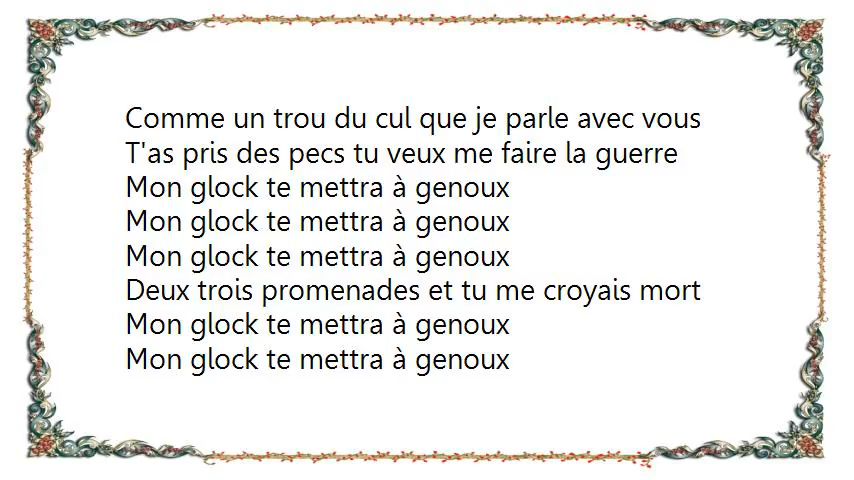 Comme un trou du cul que je parle avec vous
T'as pris des pecs tu veux me faire la guerre
Mon glock te mettra à genoux
Mon glock te mettra à genoux
Mon glock te mettra à genoux
Deux trois promenades et tu me croyais mort
Mon glock te mettra à genoux
Mon glock te mettra à genoux